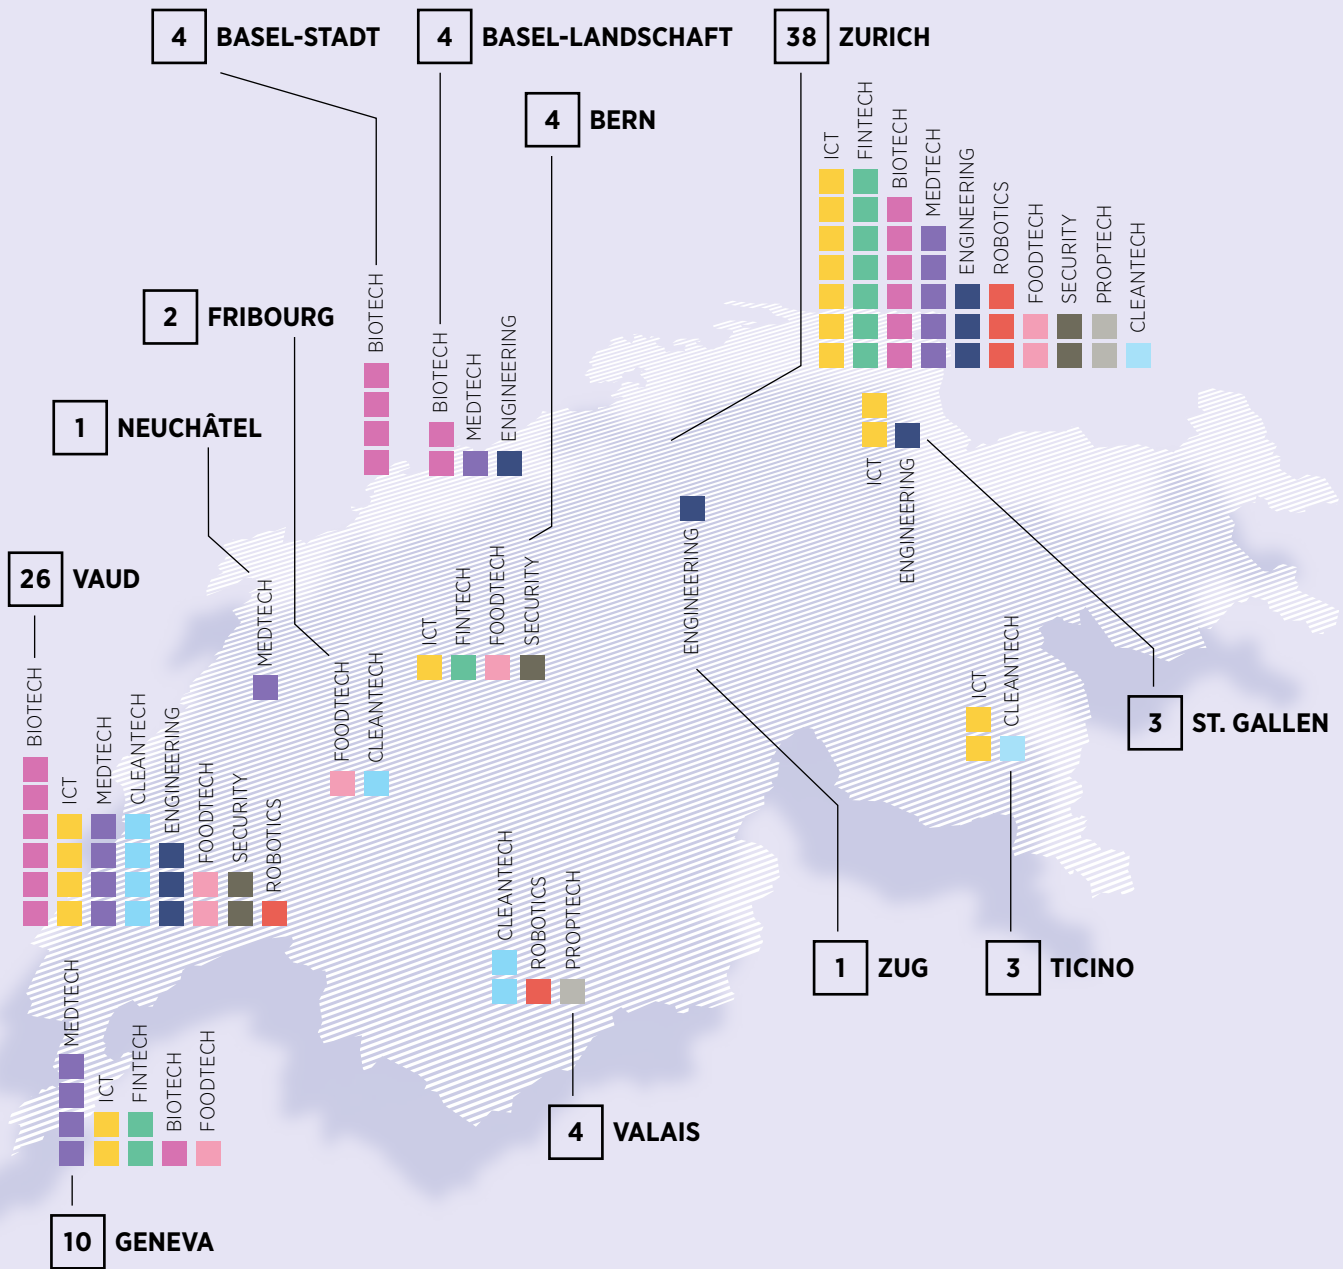 4 BASEL-STADT
4 BASEL-LANDSCHAFT
38 ZURICH
4 BERN
ICT
FINTECH
BIOTECH
MEDTECH
ENGINEERING
ROBOTICS
FOODTECH
SECURITY
PROPTECH
CLEANTECH
2 FRIBOURG
BIOTECH
BIOTECH
MEDTECH
ENGINEERING
1 NEUCHÂTEL
ICT
ENGINEERING
26 VAUD
MEDTECH
ICT
FINTECH
FOODTECH
SECURITY
ENGINEERING
FOODTECH
CLEANTECH
ICT
CLEANTECH
3 ST. GALLEN
BIOTECH
ICT
MEDTECH
CLEANTECH
ENGINEERING
FOODTECH
SECURITY
ROBOTICS
CLEANTECH
ROBOTICS
PROPTECH
1 ZUG
3 TICINO
MEDTECH
ICT
FINTECH
BIOTECH
FOODTECH
4 VALAIS
10 GENEVA